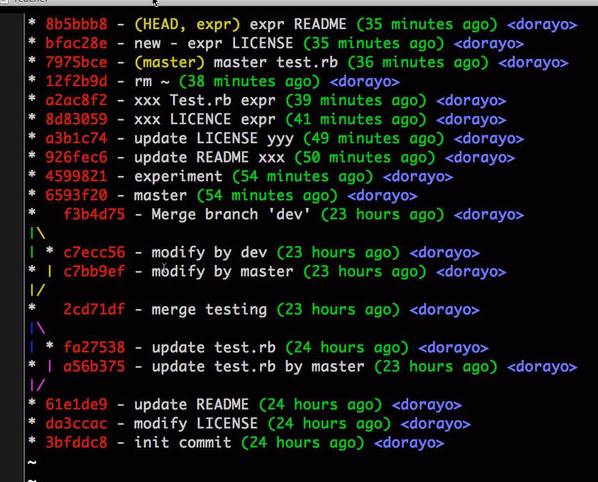 * 8b5bbb8 - (HEAD, expr) expr README (35 minutes ago) <dorayo>
* bfac28e - new - expr LICENSE (35 minutes ago) <dorayo>
* 7975bce - (master) master test.rb (36 minutes ago) <dorayo>
* 12f2b9d - rm ~ (38 minutes ago) <dorayo>
* a2ac8f2 - xxx Test.rb expr (39 minutes ago) <dorayo>
* 8d83059 - xxx LICENCE expr (41 minutes ago) <dorayo>
* a3b1c74 - update LICENSE yyy (49 minutes ago) <dorayo>
* 926fec6 - update README xxx (50 minutes ago) <dorayo>
* 4599821 - experiment (54 minutes ago) <dorayo>
* 6593f20 - master (54 minutes ago) <dorayo>
*   f3b4d75 - Merge branch 'dev' (23 hours ago) <dorayo>
|\
| * c7ecc56 - modify by dev (23 hours ago) <dorayo>
* | c7bb9ef - modify by master (23 hours ago) <dorayo>
|/
*   2cd71df - merge testing (23 hours ago) <dorayo>
|\
| * fa27538 - update test.rb (24 hours ago) <dorayo>
* | a56b375 - update test.rb by master (23 hours ago) <dorayo>
|/
* 61e1de9 - update README (24 hours ago) <dorayo>
* da3ccac - modify LICENSE (24 hours ago) <dorayo>
* 3bfddc8 - init commit (24 hours ago) <dorayo>
~
~